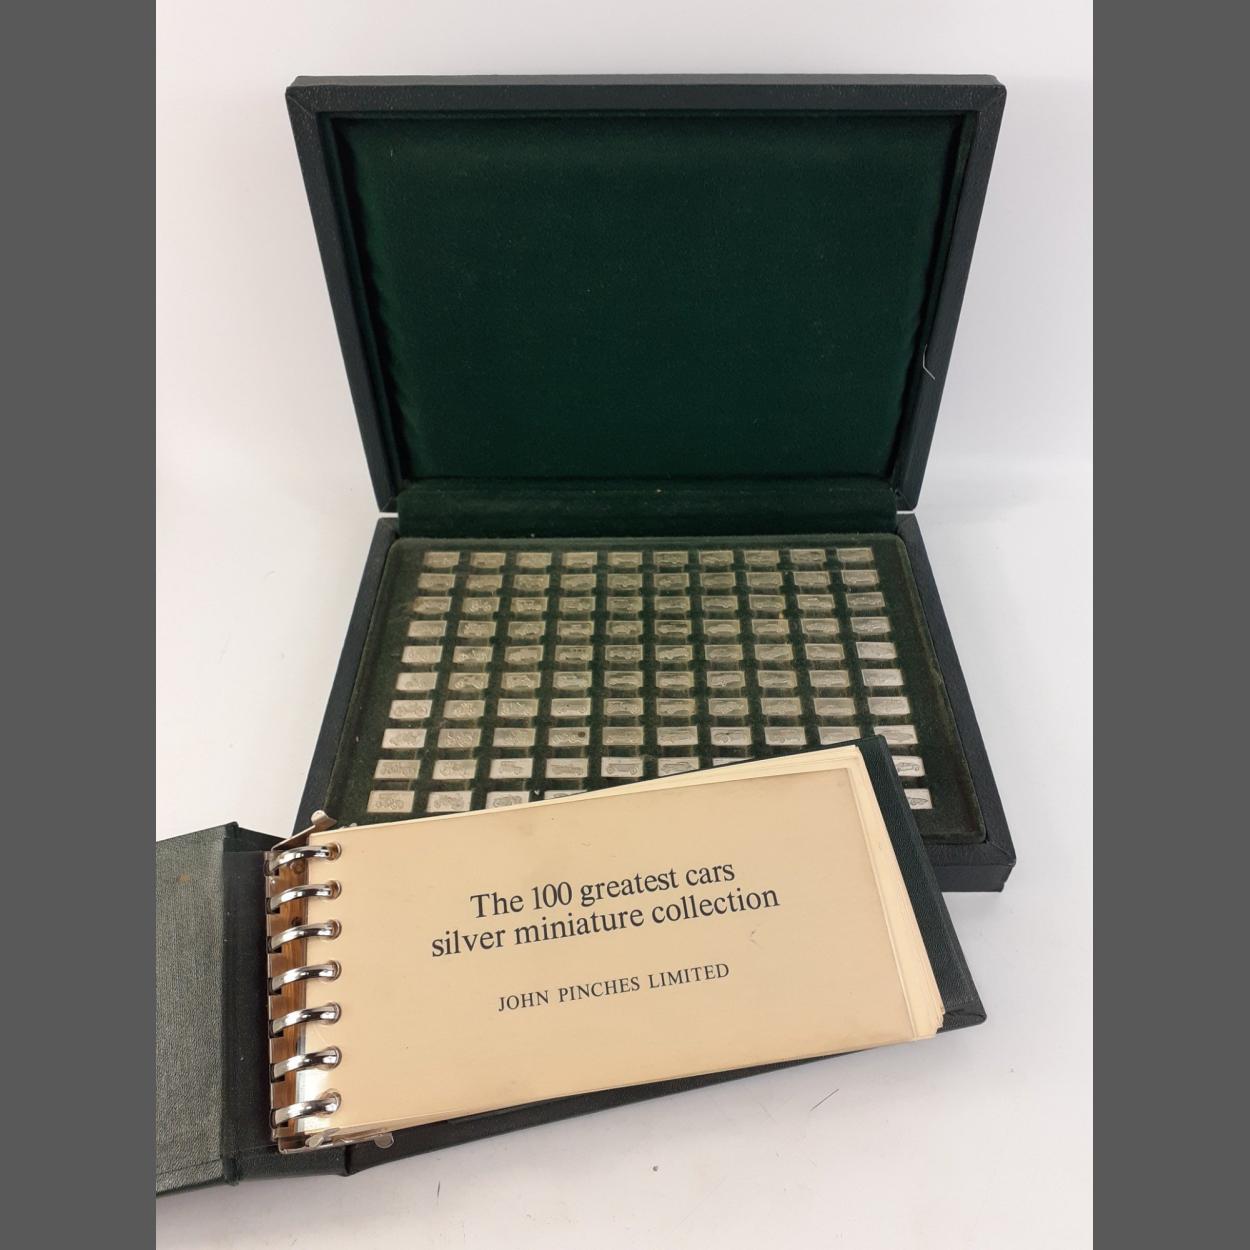 The 100 greatest cars
silver miniature collection
JOHN PINCHES LIMITED